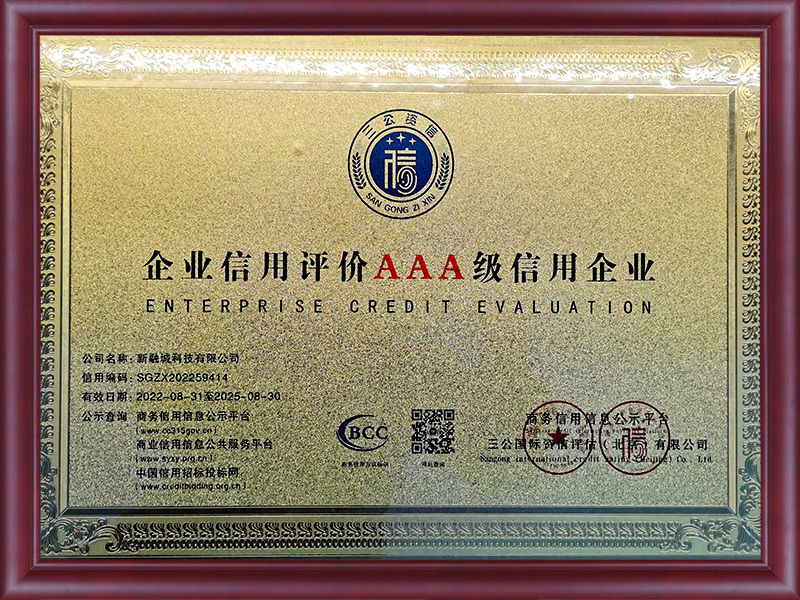 三公资信
信
SAN GONG ZI XIN
企业信用评价AAA级信用企业
ENTERPRISE CREDIT EVALUATION
公司名称:新融城科技有限公司
信用编码:SGZX202259414
有效日期:2022-08-31至2025-08-30
公示查询 商务信用信息公示平台
(www.cc315gov.cn)
商业信用信息公共服务平台
(www.syxy.org.cn)
中国信用招标投标网
(www.creditbidding.org.cn)
BCC
商务信用信息公示平台
三公国际资信评估(北京)有限公司
Sangong international credit rating (Beijing) Co., Ltd.